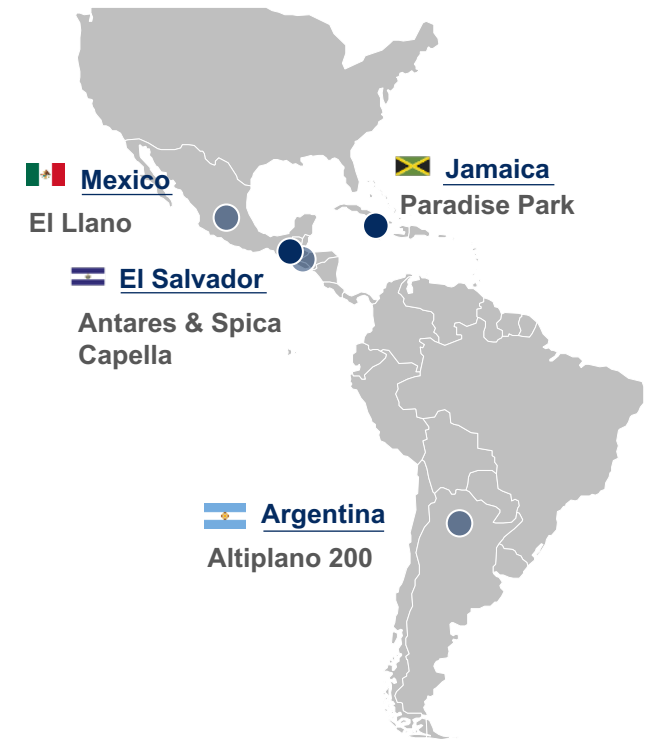 Mexico
El Llano
Jamaica
Paradise Park
El Salvador
Antares & Spica
Capella
Argentina
Altiplano 200